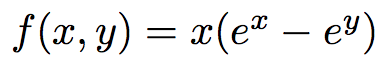 f(x, y) = x(e^x − e^y)